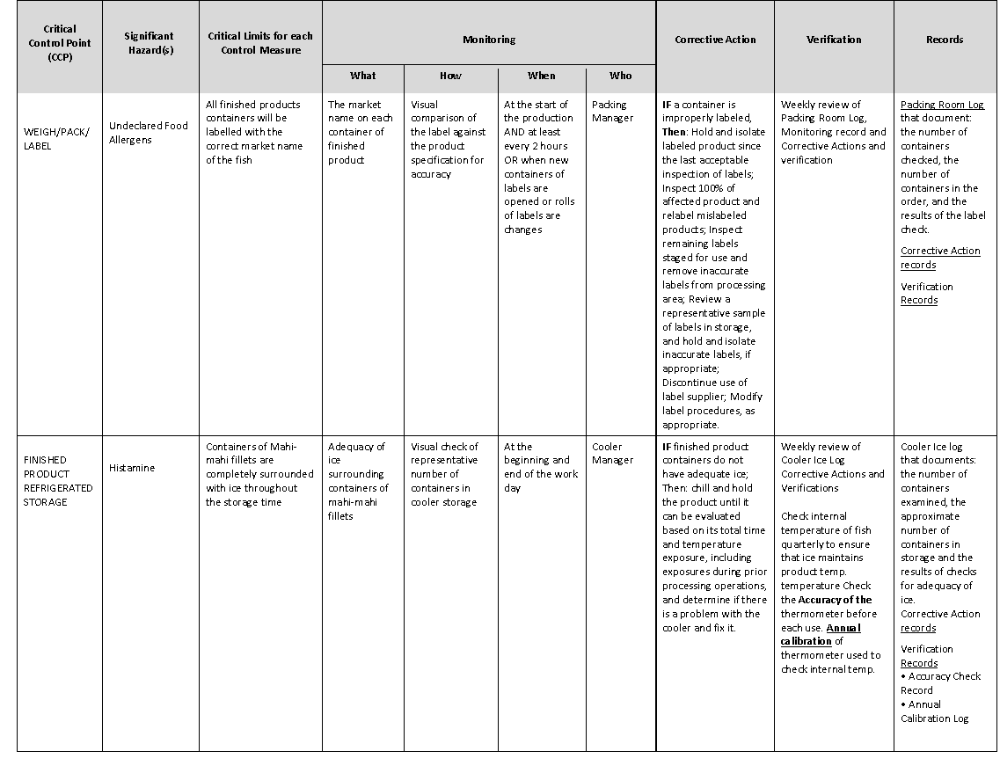 Critical
Control Point
(CCP)
Significant
Hazard(s)
Critical Limits for each
Control Measure
Monitoring
Corrective Action
Verification
Records
What
How
When
Who
WEIGH/PACK/
LABEL
Undeclared Food
Allergens
All finished products
containers will be
labelled with the
correct market name
of the fish
The market
name on each
container of
finished
product
Visual
comparison of
the label against
the product
specification for
accuracy
At the start of
the production
AND at least
every 2 hours
OR when new
containers of
labels are
opened or rolls
of labels are
changes
Packing
Manager
IF a container is
improperly labeled,
Then: Hold and isolate
labeled product since
the last acceptable
inspection of labels;
Inspect 100% of
affected product and
relabel mislabeled
products; Inspect
remaining labels
staged for use and
remove inaccurate
labels from processing
area; Review a
representative sample
of labels in storage,
and hold and isolate
inaccurate labels, if
appropriate;
Discontinue use of
label supplier; Modify
label procedures, as
appropriate.
Weekly review of
Packing Room Log,
Monitoring record and
Corrective Actions and
verification
Packing Room Log
that document:
the number of
containers
checked, the
number of
containers in the
order, and the
results of the label
check.
Corrective Action
records
Verification
Records
FINISHED
PRODUCT
REFRIGERATED
STORAGE
Histamine
Containers of Mahi-
mahi fillets are
completely surrounded
with ice throughout
the storage time
Adequacy of
ice
surrounding
containers of
mahi-mahi
fillets
Visual check of
representative
number of
containers in
cooler storage
At the
beginning and
end of the work
day
Cooler
Manager
IF finished product
containers do not
have adequate ice;
Then: chill and hold
the product until it
can be evaluated
based on its total time
and temperature
exposure, including
exposures during prior
processing operations,
and determine if there
is a problem with the
cooler and fix it.
Weekly review of
Cooler Ice Log
Corrective Actions and
Verifications
Check internal
temperature of fish
quarterly to ensure
that ice maintains
product temp.
temperature Check
the Accuracy of the
thermometer before
each use. Annual
calibration of
thermometer used to
check internal temp.
Cooler Ice log
that documents:
the number of
containers
examined, the
approximate
number of
containers in
storage and the
results of checks
for adequacy of
ice.
Corrective Action
records
Verification
Records
• Accuracy Check
Record
• Annual
Calibration Log